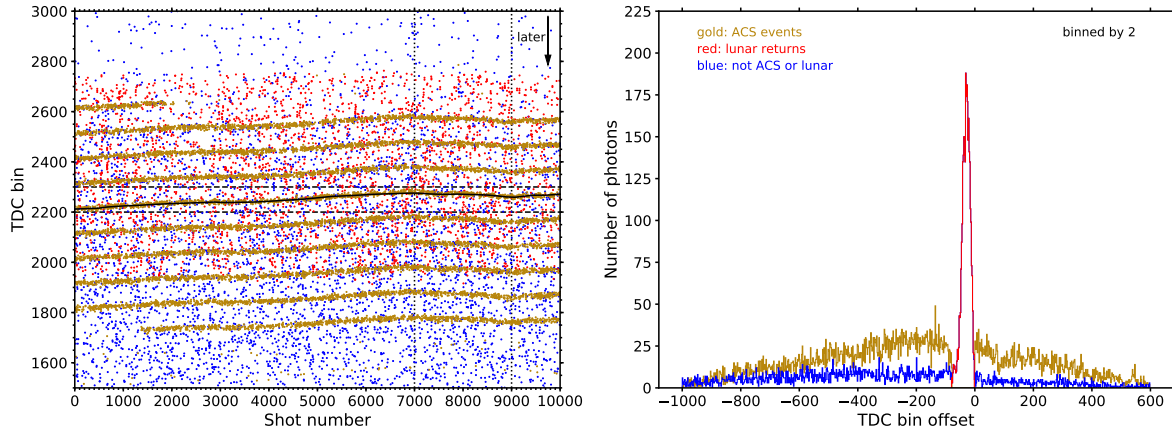 3000
2800
2600
2400
2200
2000
1800
1600
TDC bin
later
0 1000 2000 3000 4000 5000 6000 7000 8000 9000 10000
Shot number
225
200
175
150
125
100
75
50
25
0
Number of photons
gold: ACS events
red: lunar returns
blue: not ACS or lunar
binned by 2
−1000 −800 −600 −400 −200 0 200 400 600
TDC bin offset